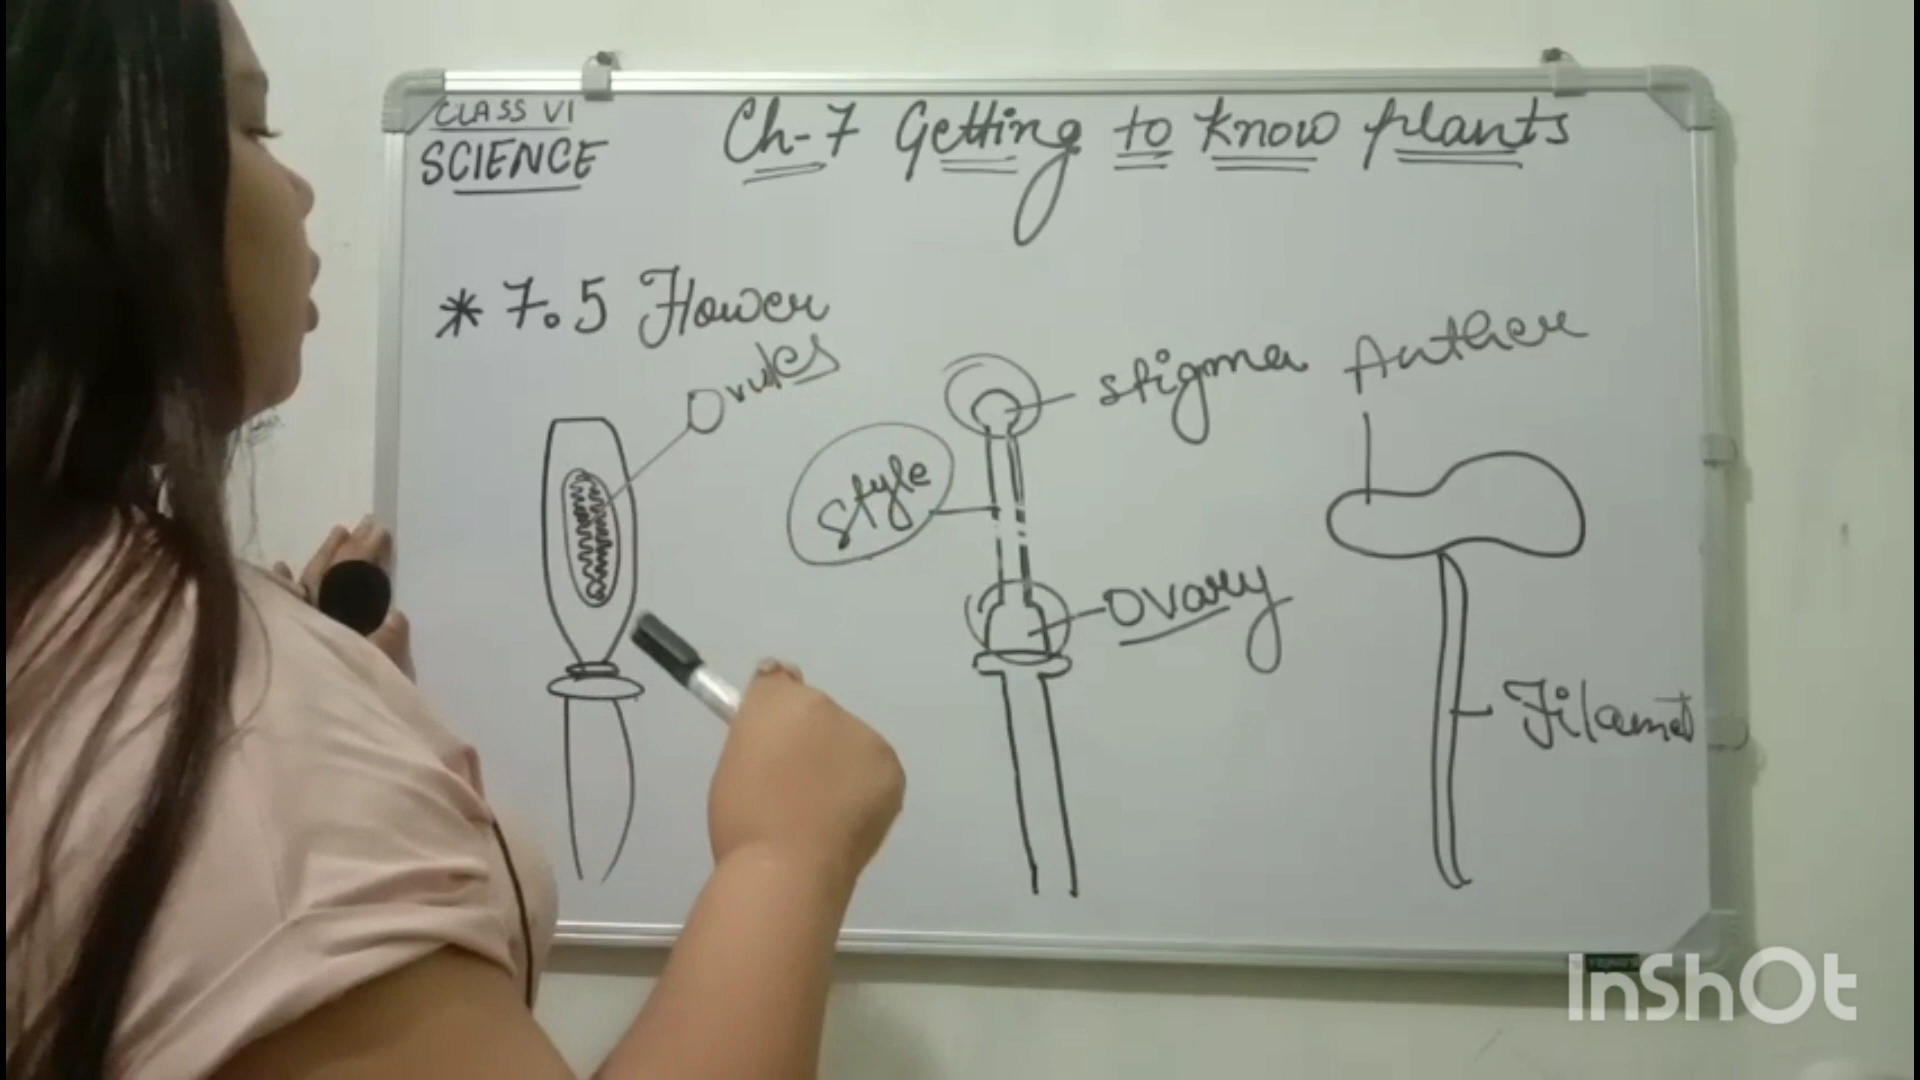 CLASS VI
SCIENCE
Ch-7 Getting to know plants
* 7.5 Flower
Ovules
Stigma
Anther
Style
Ovary
Filament
InShOt